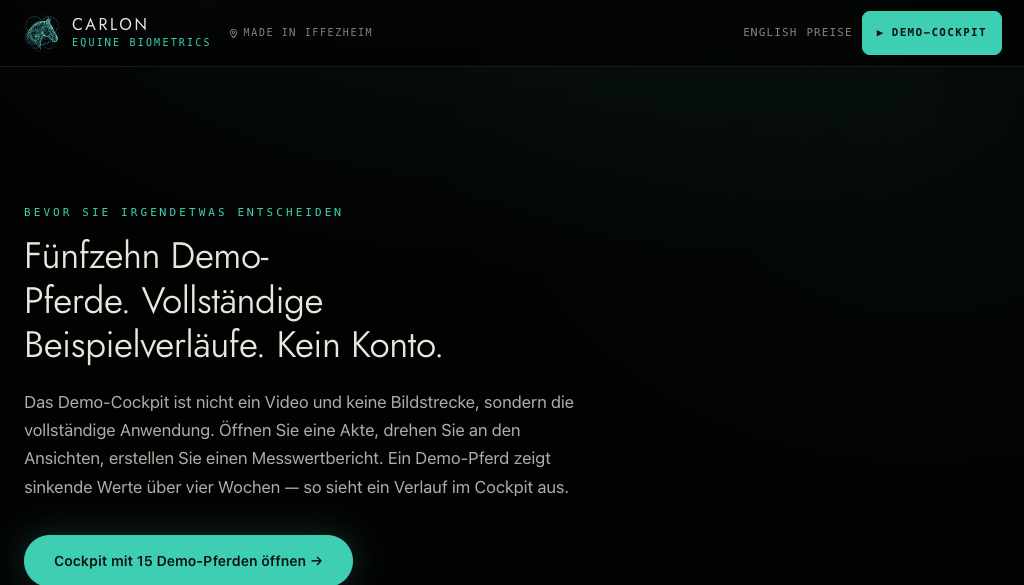 CARLON
EQUINE BIOMETRICS
MADE IN IFFEZHEIM
ENGLISH PREISE
▶ DEMO-COCKPIT
BEVOR SIE IRGENDETWAS ENTSCHEIDEN
Fünfzehn Demo-
Pferde. Vollständige
Beispielverläufe. Kein Konto.
Das Demo-Cockpit ist nicht ein Video und keine Bildstrecke, sondern die
vollständige Anwendung. Öffnen Sie eine Akte, drehen Sie an den
Ansichten, erstellen Sie einen Messwertbericht. Ein Demo-Pferd zeigt
sinkende Werte über vier Wochen — so sieht ein Verlauf im Cockpit aus.
Cockpit mit 15 Demo-Pferden öffnen →